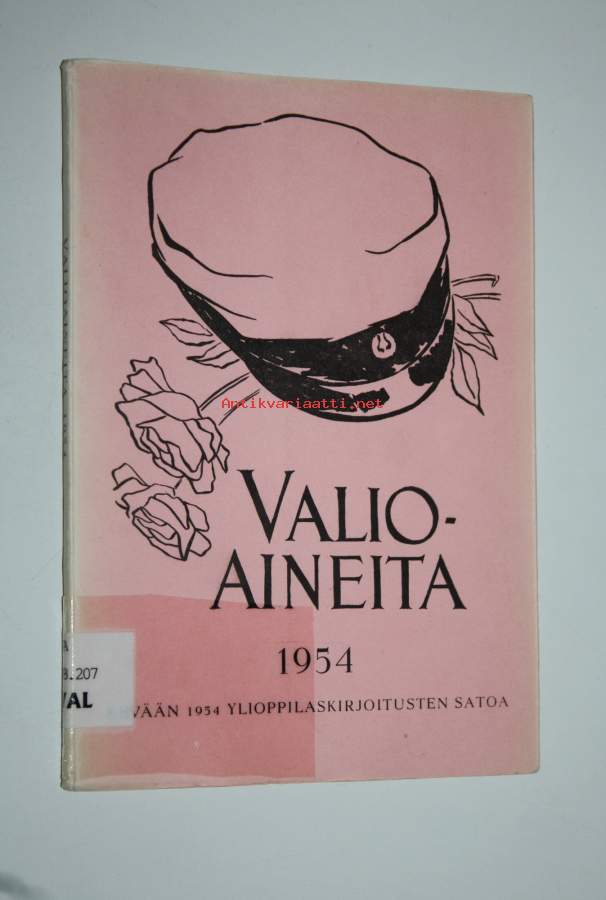 Antikvariaatti.net
VALIO-
AINEITA
1954
VÄÄN 1954 YLIOPPILASKIRJOITUSTEN SATOA
A
207
VAL